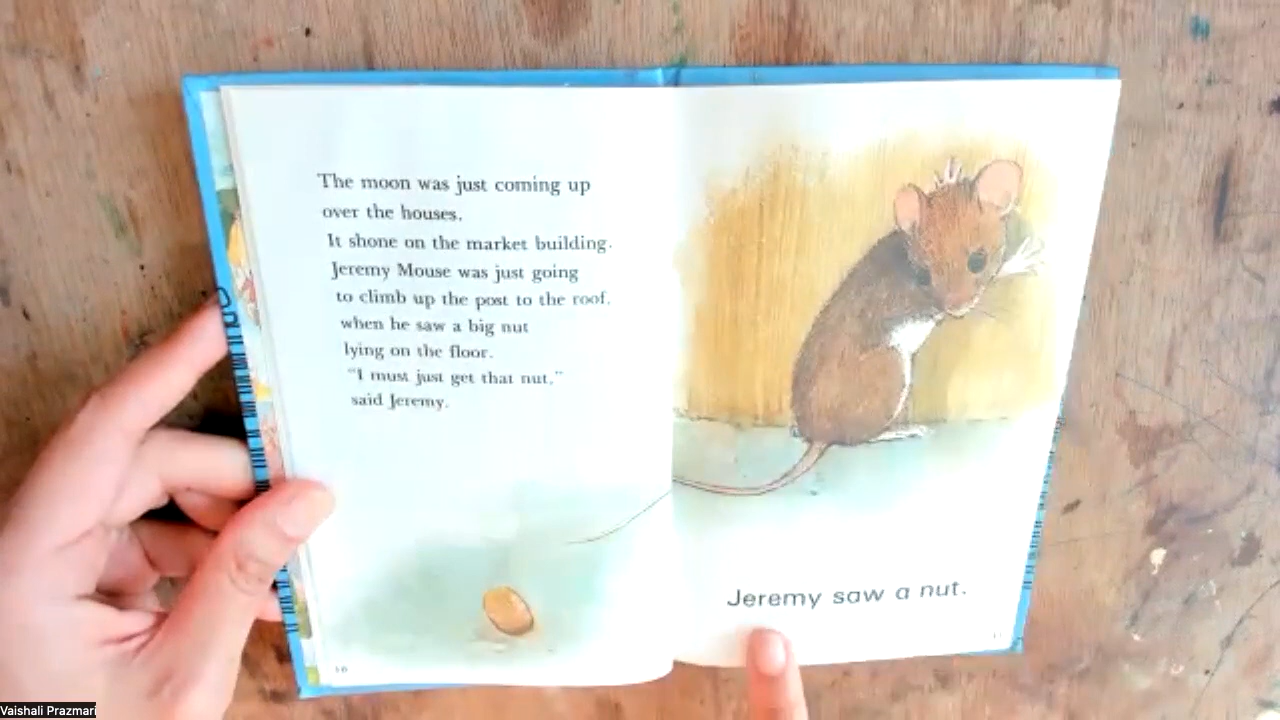 The moon was just coming up
over the houses.
It shone on the market building.
Jeremy Mouse was just going
to climb up the post to the roof,
when he saw a big nut
lying on the floor.
"I must just get that nut,"
said Jeremy.
10
Jeremy saw a nut.
11
Vaishali Prazmari